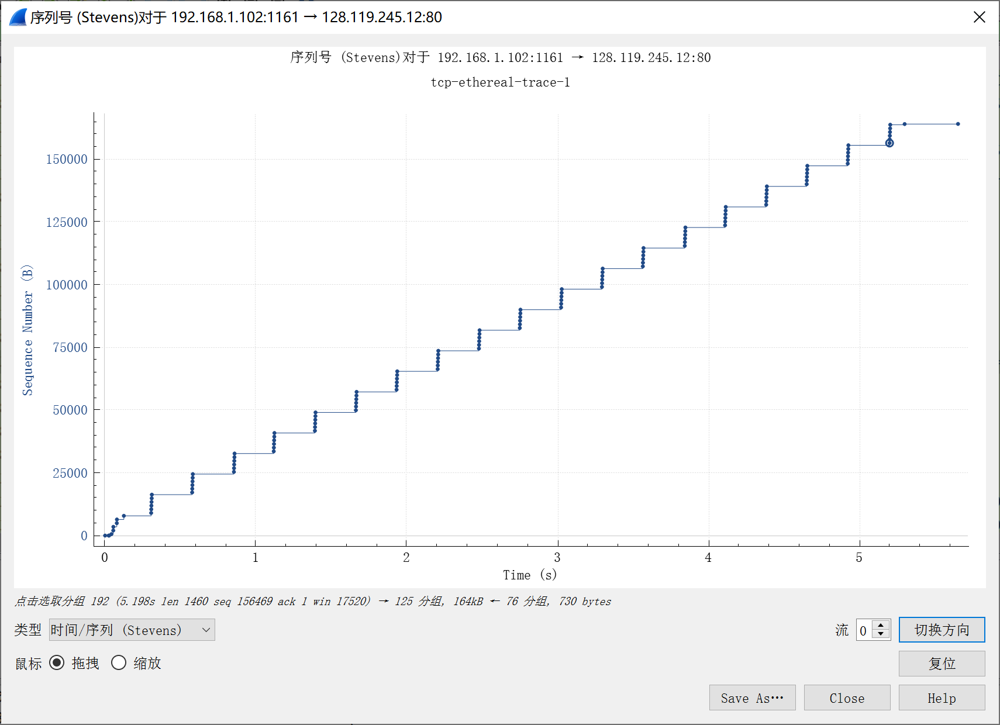 序列号 (Stevens)对于 192.168.1.102:1161 → 128.119.245.12:80
序列号 (Stevens)对于 192.168.1.102:1161 → 128.119.245.12:80
tcp-ethereal-trace-1
150000
125000
100000
75000
50000
25000
0
Sequence Number (B)
0 1 2 3 4 5
Time (s)
点击选取分组 192 (5.198s len 1460 seq 156469 ack 1 win 17520) → 125 分组, 164kB ← 76 分组, 730 bytes
类型 时间/序列 (Stevens) 流 0 切换方向
鼠标 拖拽 缩放 复位
Save As… Close Help